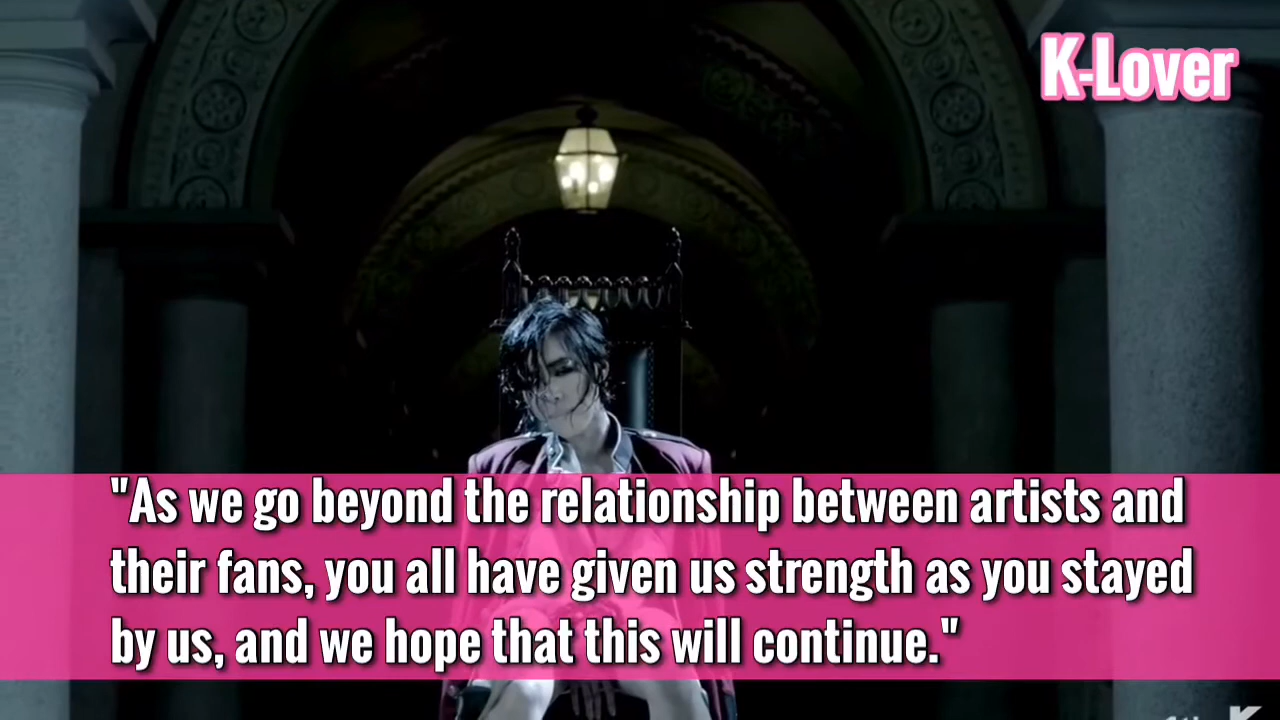 K-Lover
"As we go beyond the relationship between artists and
their fans, you all have given us strength as you stayed
by us, and we hope that this will continue."